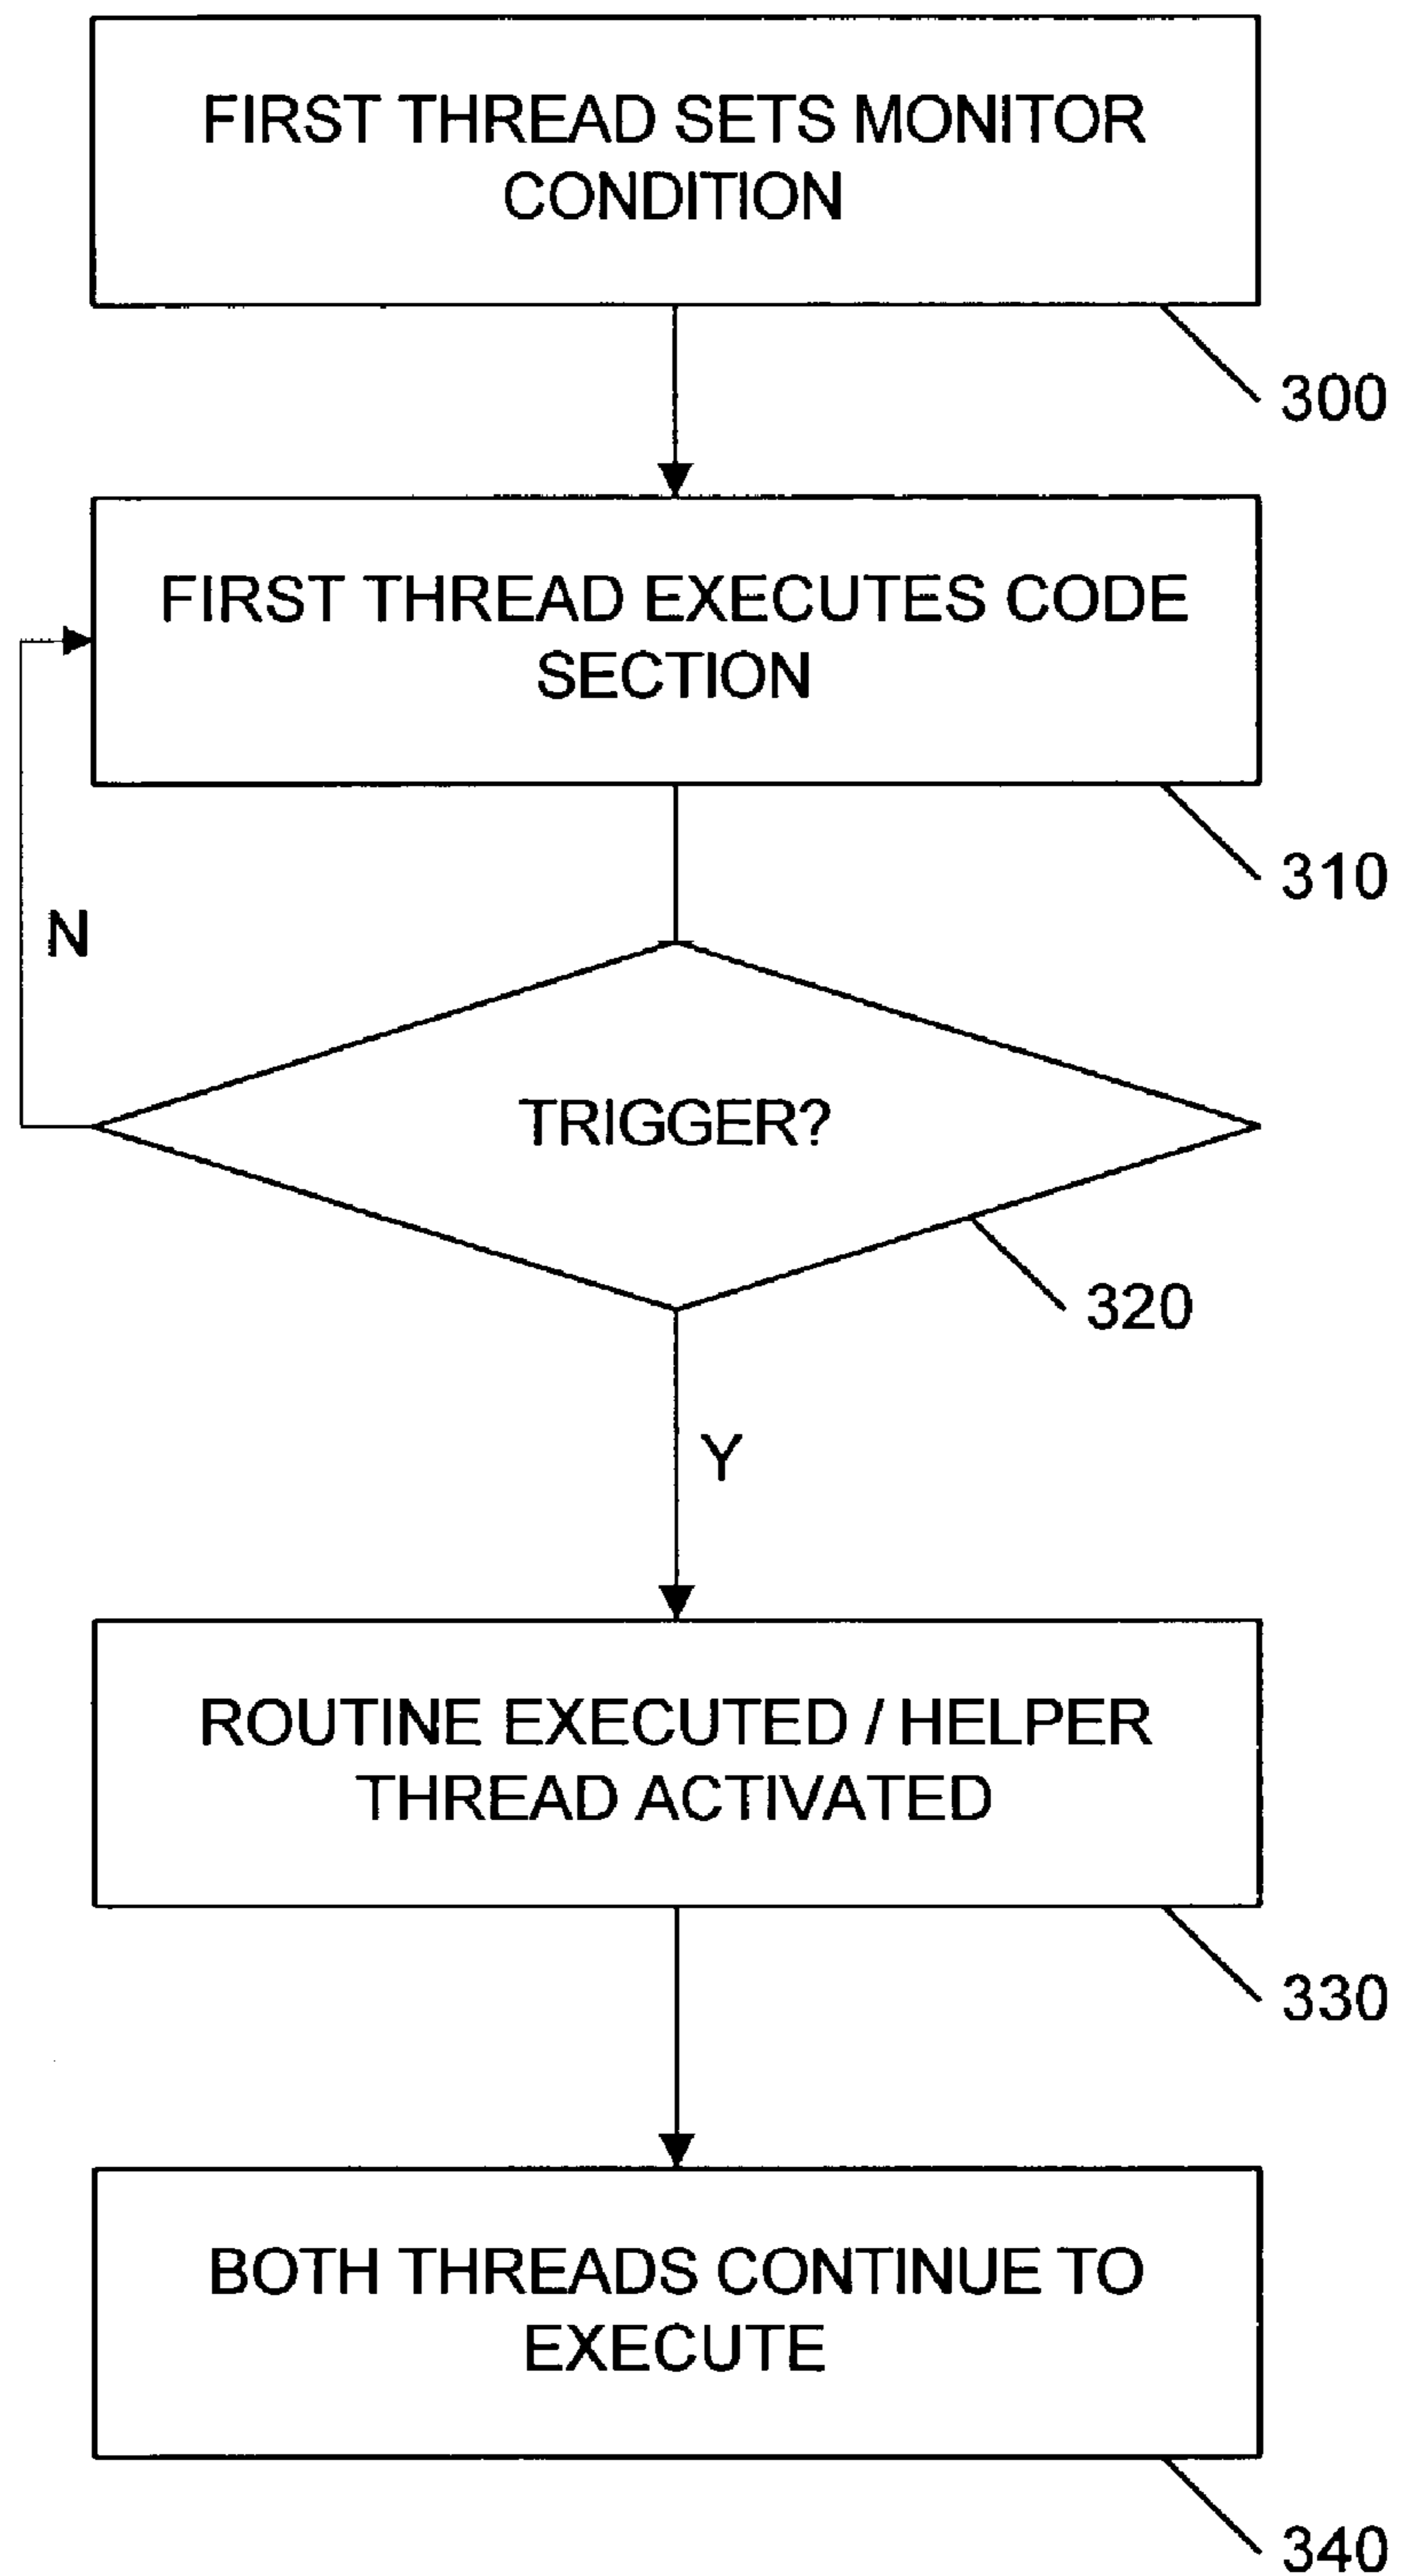 FIRST THREAD SETS MONITOR
CONDITION
300
FIRST THREAD EXECUTES CODE
SECTION
310
N
TRIGGER?
320
Y
ROUTINE EXECUTED / HELPER
THREAD ACTIVATED
330
BOTH THREADS CONTINUE TO
EXECUTE
340